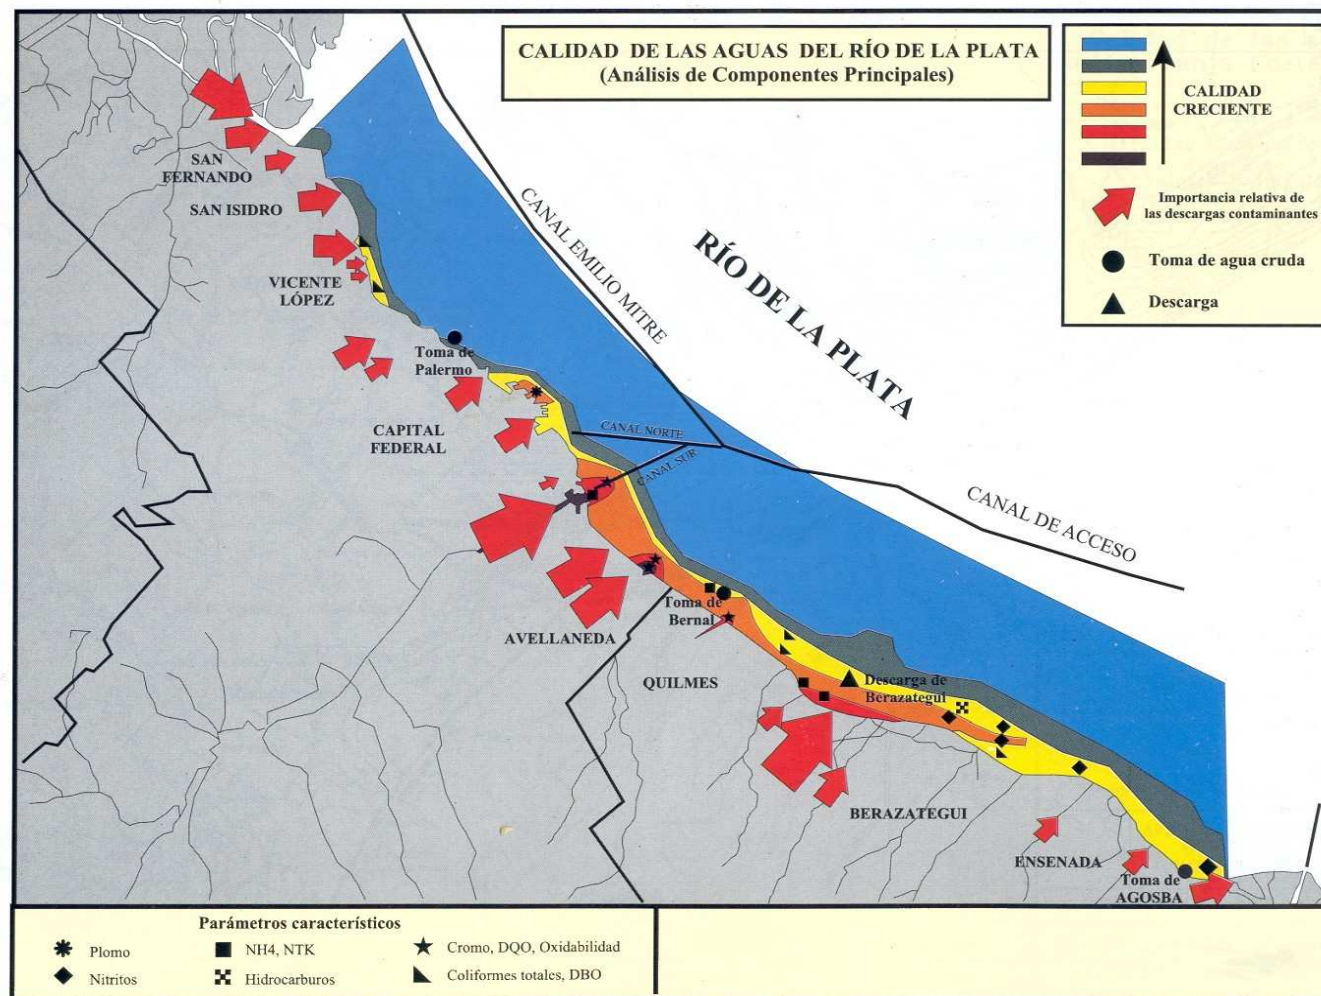 CALIDAD DE LAS AGUAS DEL RÍO DE LA PLATA
(Análisis de Componentes Principales)
CALIDAD
CRECIENTE
Importancia relativa de
las descargas contaminantes
Toma de agua cruda
Descarga
SAN
FERNANDO
SAN ISIDRO
VICENTE
LÓPEZ
CANAL EMILIO MITRE
RÍO DE LA PLATA
Toma de
Palermo
CAPITAL
FEDERAL
CANAL NORTE
CANAL SUR
CANAL DE ACCESO
AVELLANEDA
Toma de
Bernal
QUILMES
Descarga de
Berazategui
BERAZATEGUI
ENSENADA
Toma de
AGOSBA
Parámetros característicos
Plomo
NH4, NTK
Cromo, DQO, Oxidabilidad
Nitritos
Hidrocarburos
Coliformes totales, DBO